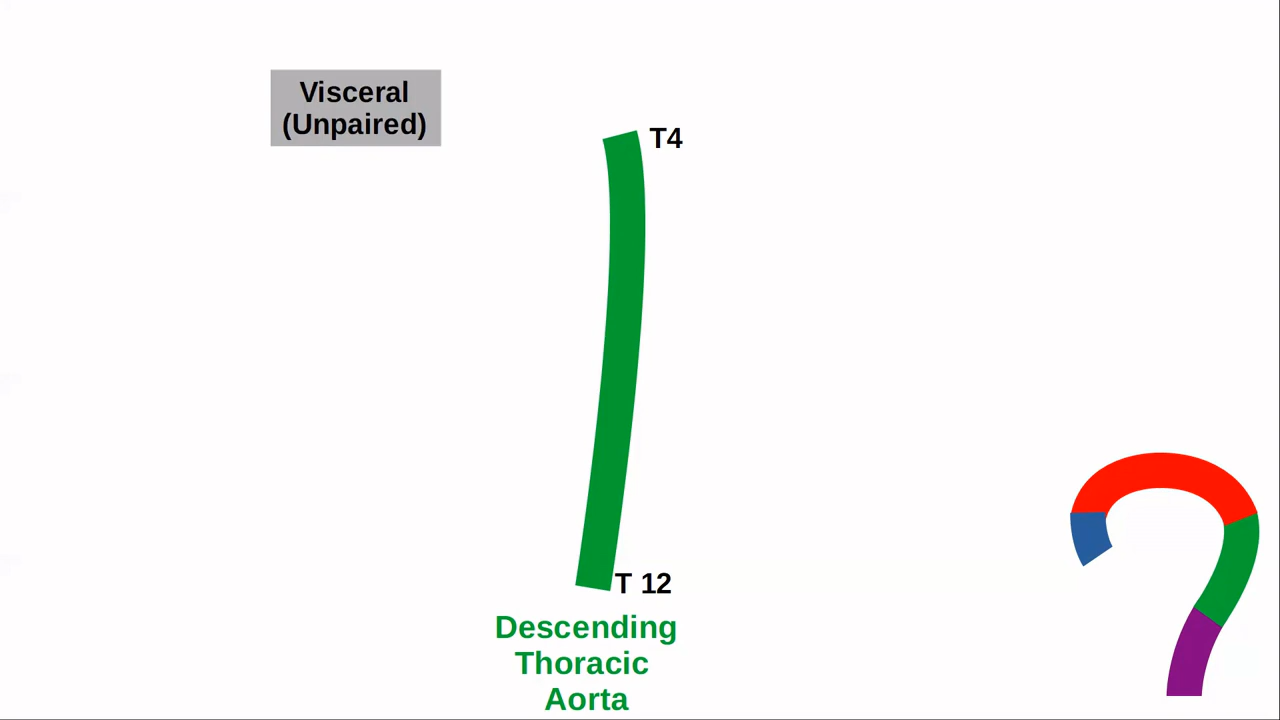 Visceral
(Unpaired)
T4
T 12
Descending
Thoracic
Aorta